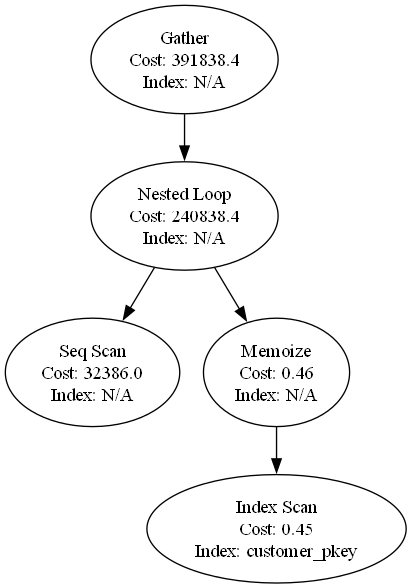 Gather
Cost: 391838.4
Index: N/A
Nested Loop
Cost: 240838.4
Index: N/A
Seq Scan
Cost: 32386.0
Index: N/A
Memoize
Cost: 0.46
Index: N/A
Index Scan
Cost: 0.45
Index: customer_pkey